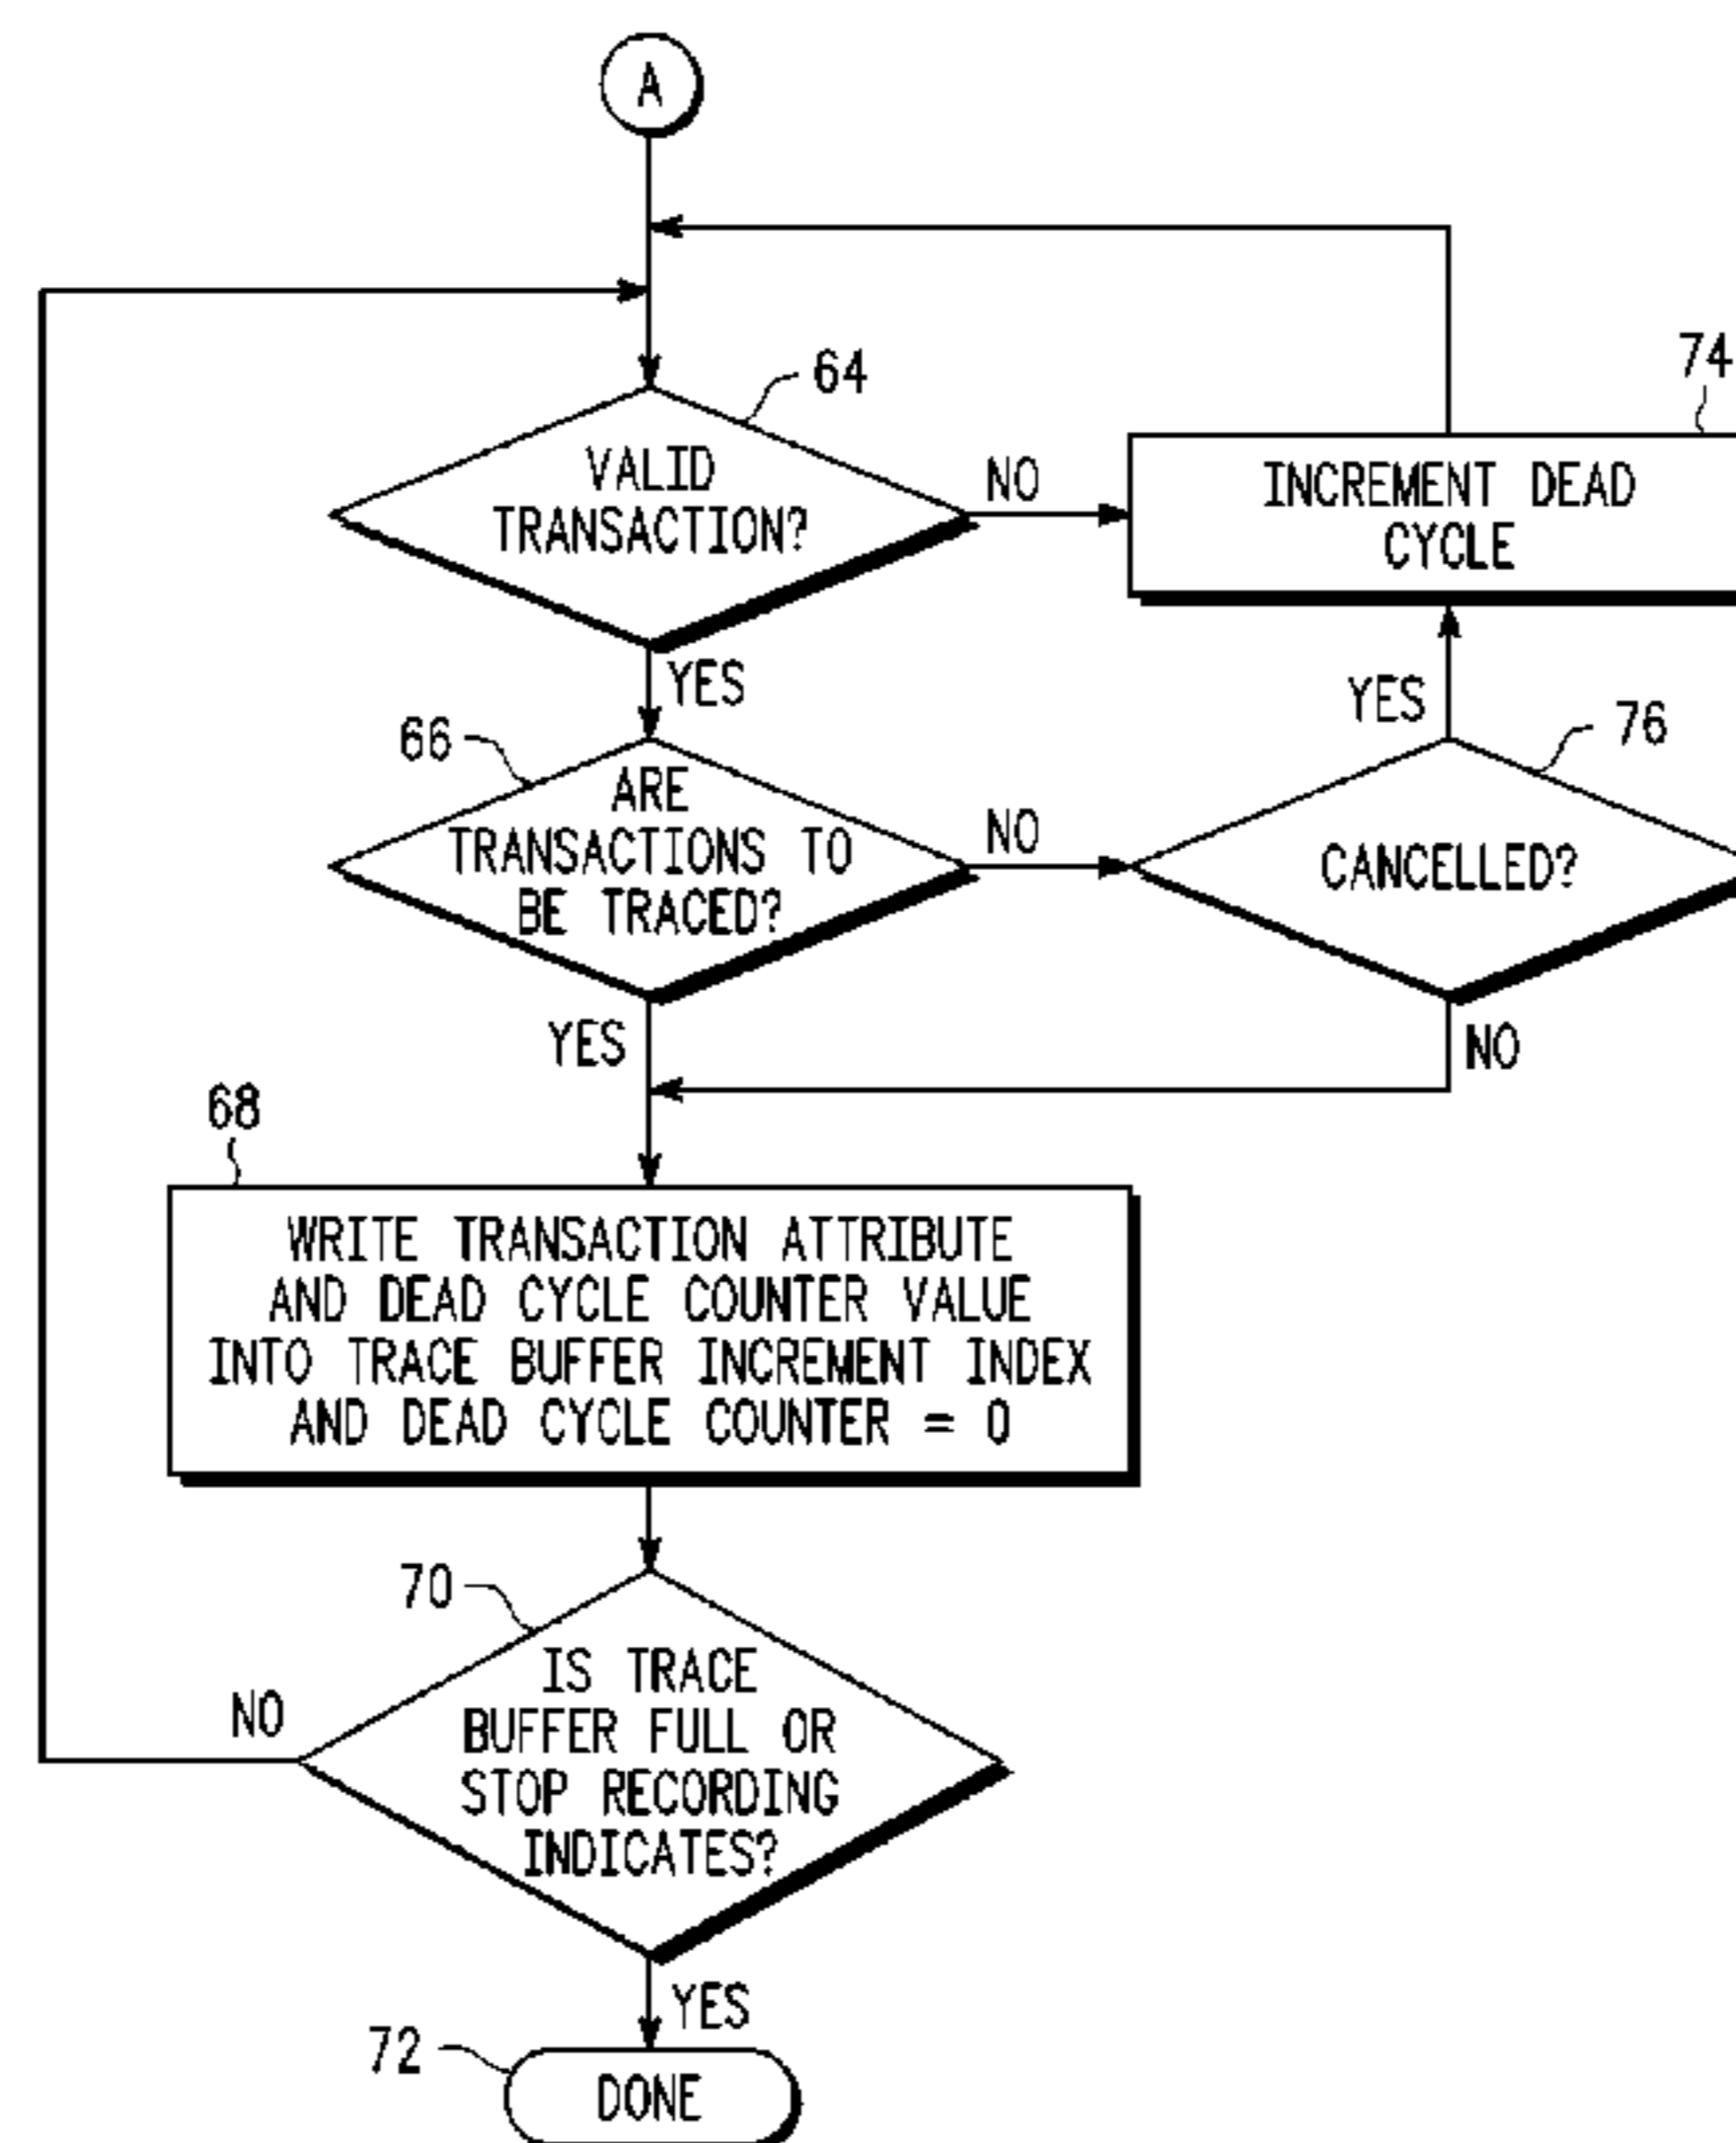 A
64
VALID
TRANSACTION?
NO
74
INCREMENT DEAD
CYCLE
YES
YES
66
ARE
TRANSACTIONS TO
BE TRACED?
NO
76
CANCELLED?
YES
NO
68
WRITE TRANSACTION ATTRIBUTE
AND DEAD CYCLE COUNTER VALUE
INTO TRACE BUFFER INCREMENT INDEX
AND DEAD CYCLE COUNTER = 0
70
IS TRACE
BUFFER FULL OR
STOP RECORDING
INDICATES?
NO
YES
72
DONE